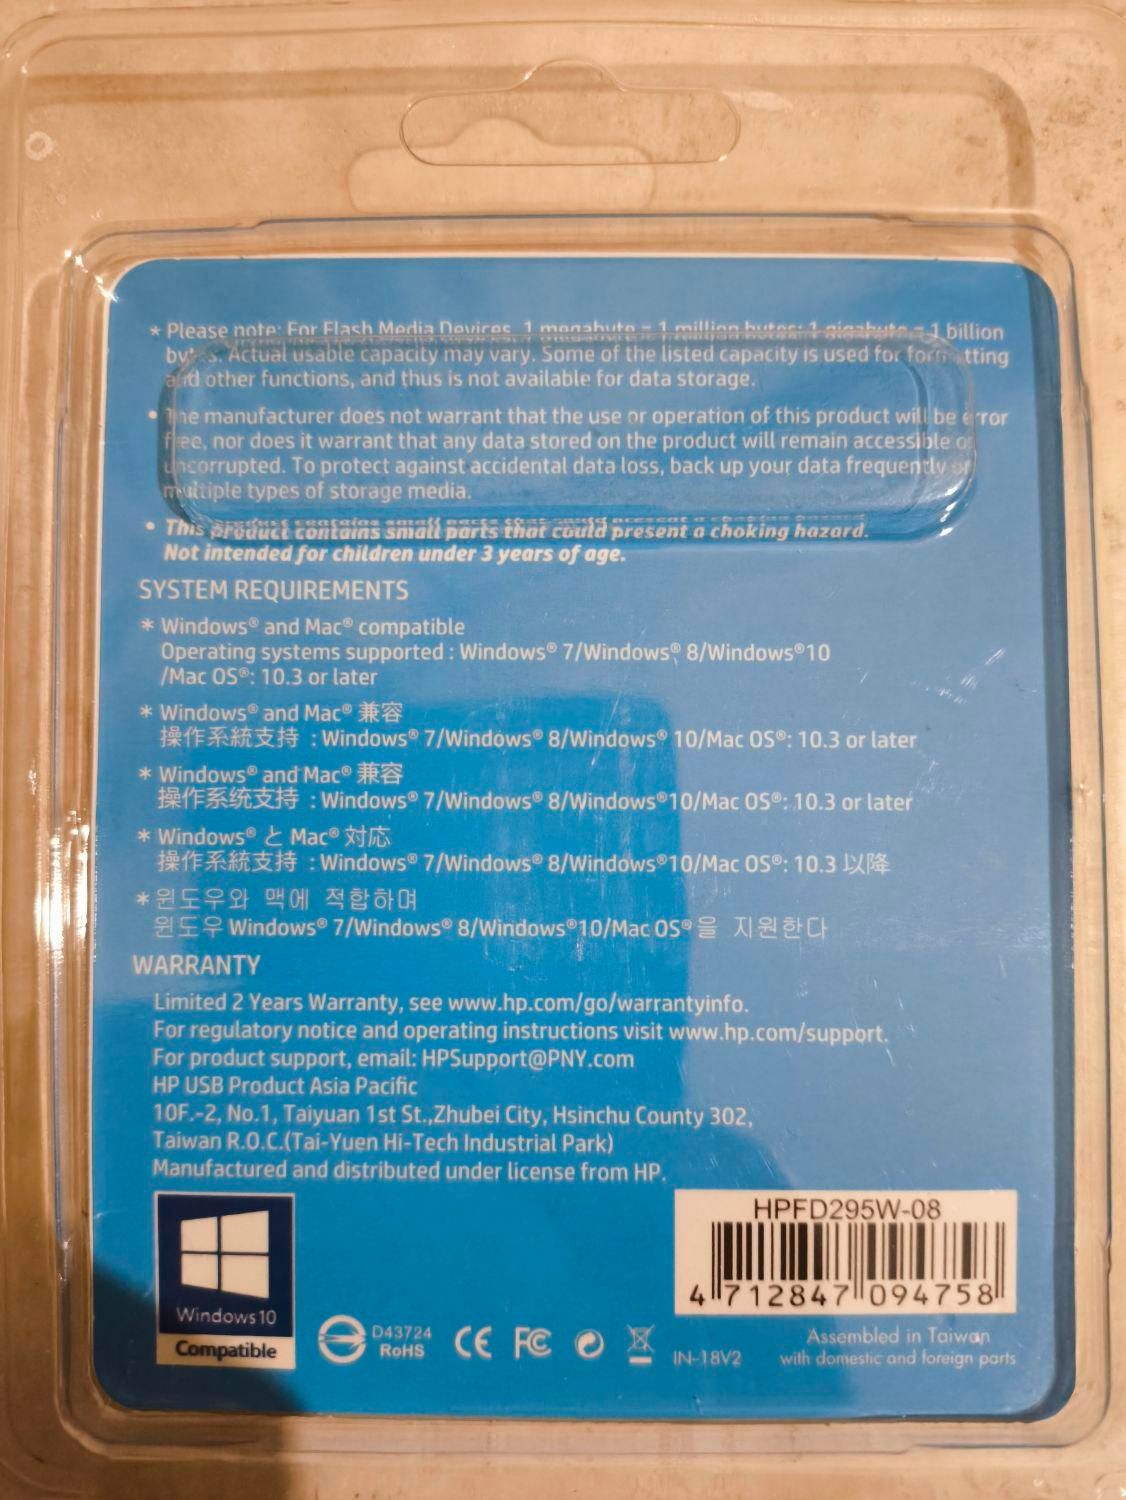 * Please note: For Flash Media Devices, 1 megabyte = 1 million bytes; 1 gigabyte = 1 billion
bytes. Actual usable capacity may vary. Some of the listed capacity is used for formatting
and other functions, and thus is not available for data storage.
• The manufacturer does not warrant that the use or operation of this product will be error
free, nor does it warrant that any data stored on the product will remain accessible or
uncorrupted. To protect against accidental data loss, back up your data frequently on
multiple types of storage media.
• This product contains small parts that could present a choking hazard.
Not intended for children under 3 years of age.
SYSTEM REQUIREMENTS
* Windows® and Mac® compatible
Operating systems supported : Windows® 7/Windows® 8/Windows®10
/Mac OS®: 10.3 or later
* Windows® and Mac® 兼容
操作系統支持 : Windows® 7/Windows® 8/Windows® 10/Mac OS®: 10.3 or later
* Windows® and Mac® 兼容
操作系统支持 : Windows® 7/Windows® 8/Windows®10/Mac OS®: 10.3 or later
* Windows® と Mac® 対応
操作系統支持 : Windows® 7/Windows® 8/Windows®10/Mac OS®: 10.3 以降
* 윈도우와 맥에 적합하며
윈도우 Windows® 7/Windows® 8/Windows®10/Mac OS® 을 지원한다
WARRANTY
Limited 2 Years Warranty, see www.hp.com/go/warrantyinfo.
For regulatory notice and operating instructions visit www.hp.com/support.
For product support, email: HPSupport@PNY.com
HP USB Product Asia Pacific
10F.-2, No.1, Taiyuan 1st St.,Zhubei City, Hsinchu County 302,
Taiwan R.O.C.(Tai-Yuen Hi-Tech Industrial Park)
Manufactured and distributed under license from HP.
HPFD295W-08
4 712847 094758
Windows 10
Compatible
D43724
RoHS
CE FC
IN-18V2
Assembled in Taiwan
with domestic and foreign parts